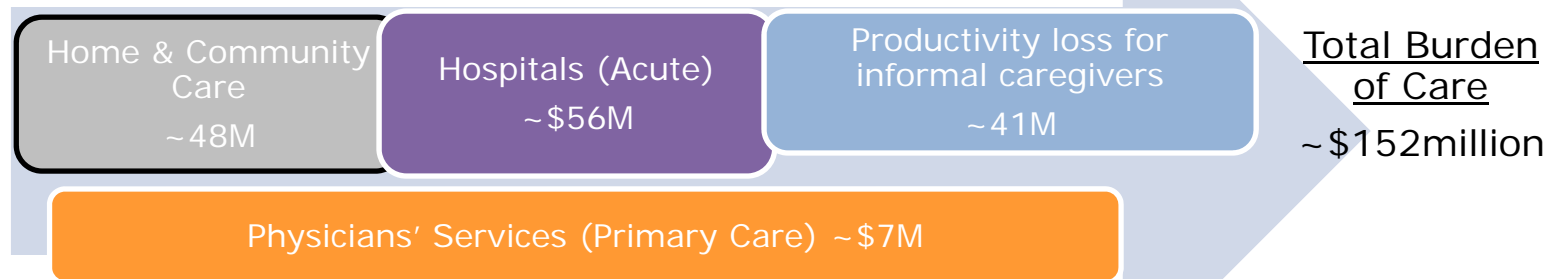 Home & Community
Care
~48M
Hospitals (Acute)
~$56M
Productivity loss for
informal caregivers
~41M
Total Burden
of Care
~$152million
Physicians’ Services (Primary Care) ~$7M